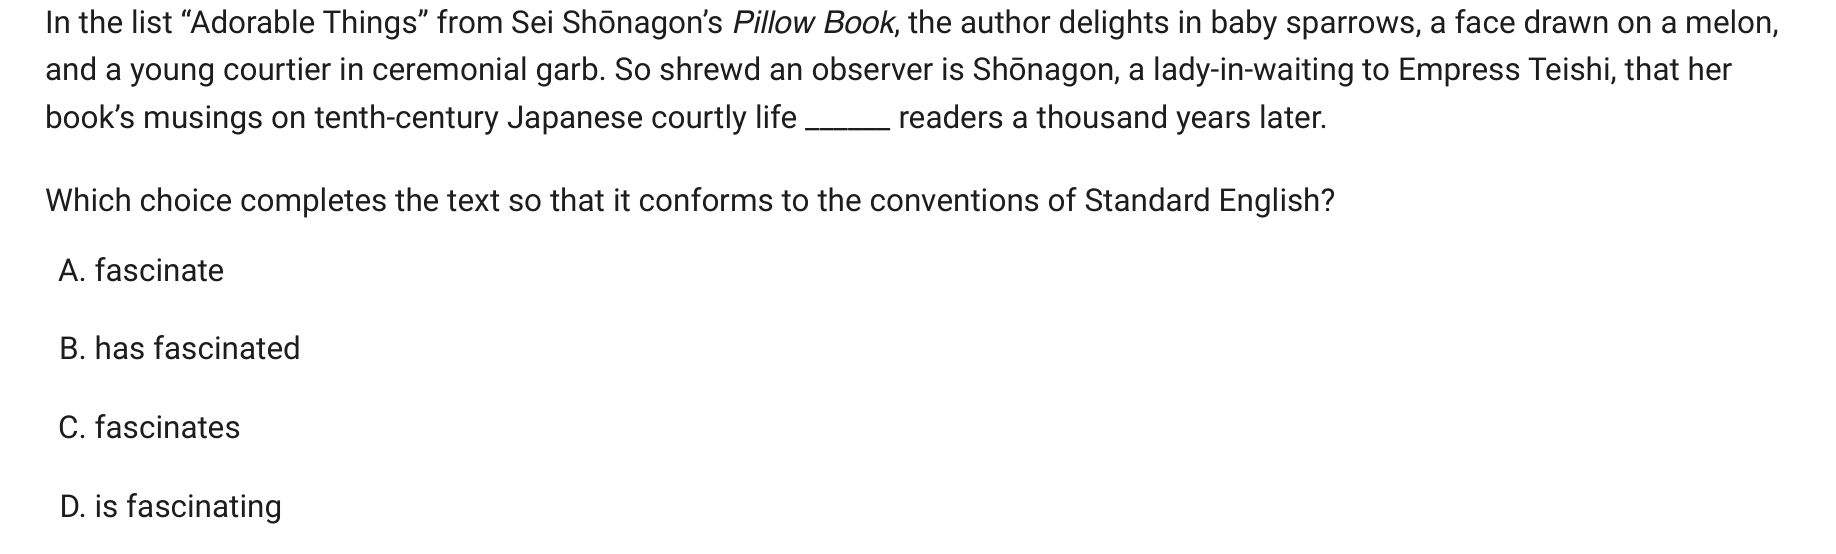 In the list “Adorable Things” from Sei Shōnagon’s Pillow Book, the author delights in baby sparrows, a face drawn on a melon,
and a young courtier in ceremonial garb. So shrewd an observer is Shōnagon, a lady-in-waiting to Empress Teishi, that her
book’s musings on tenth-century Japanese courtly life ______ readers a thousand years later.
Which choice completes the text so that it conforms to the conventions of Standard English?
A. fascinate
B. has fascinated
C. fascinates
D. is fascinating